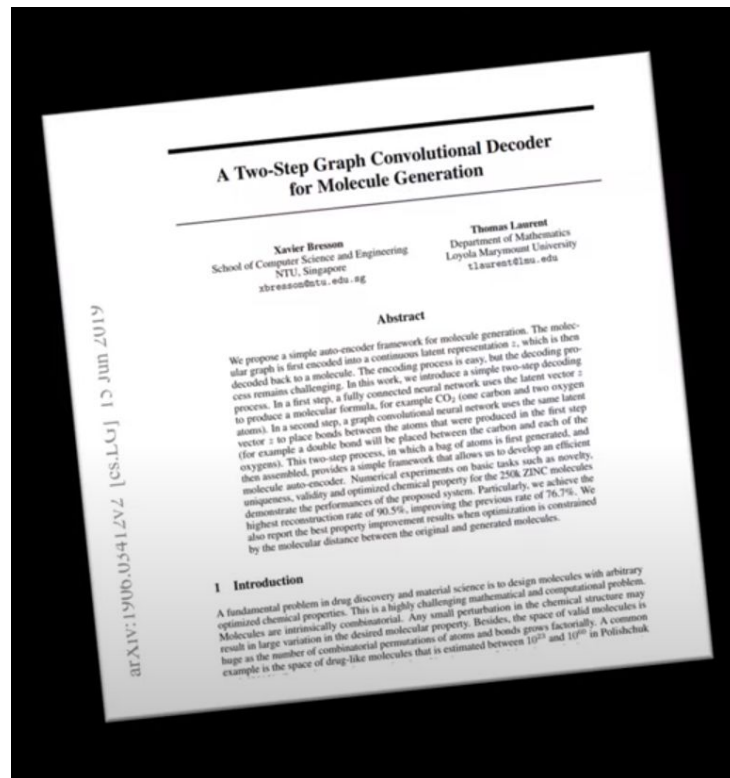 A Two-Step Graph Convolutional Decoder
for Molecule Generation
Xavier Bresson
School of Computer Science and Engineering
NTU, Singapore
xbresson@ntu.edu.sg
Thomas Laurent
Department of Mathematics
Loyola Marymount University
tlaurent@lmu.edu
Abstract
We propose a simple auto-encoder framework for molecule generation. The molec-
ular graph is first encoded into a continuous latent representation z, which is then
decoded back to a molecule. The encoding process is easy, but the decoding pro-
cess remains challenging. In this work, we introduce a simple two-step decoding
process. In a first step, a fully connected neural network uses the latent vector z
to produce a molecular formula, for example CO₂ (one carbon and two oxygen
atoms). In a second step, a graph convolutional neural network uses the same latent
vector z to place bonds between the atoms that were produced in the first step
(for example a double bond will be placed between the carbon and each of the
oxygens). This two-step process, in which a bag of atoms is first generated, and
then assembled, provides a simple framework that allows us to develop an efficient
molecule auto-encoder. Numerical experiments on basic tasks such as novelty,
uniqueness, validity and optimized chemical property for the 250k ZINC molecules
demonstrate the performances of the proposed system. Particularly, we achieve the
highest reconstruction rate of 90.5%, improving the previous rate of 76.7%. We
also report the best property improvement results when optimization is constrained
by the molecular distance between the original and generated molecules.
1 Introduction
A fundamental problem in drug discovery and material science is to design molecules with arbitrary
optimized chemical properties. This is a highly challenging mathematical and computational problem.
Molecules are intrinsically combinatorial. Any small perturbation in the chemical structure may
result in large variation in the desired molecular property. Besides, the space of valid molecules is
huge as the number of combinatorial permutations of atoms and bonds grows factorially. A common
example is the space of drug-like molecules that is estimated between 10²³ and 10⁶⁰ in Polishchuk
arXiv:1906.03412v2 [cs.LG] 15 Jun 2019